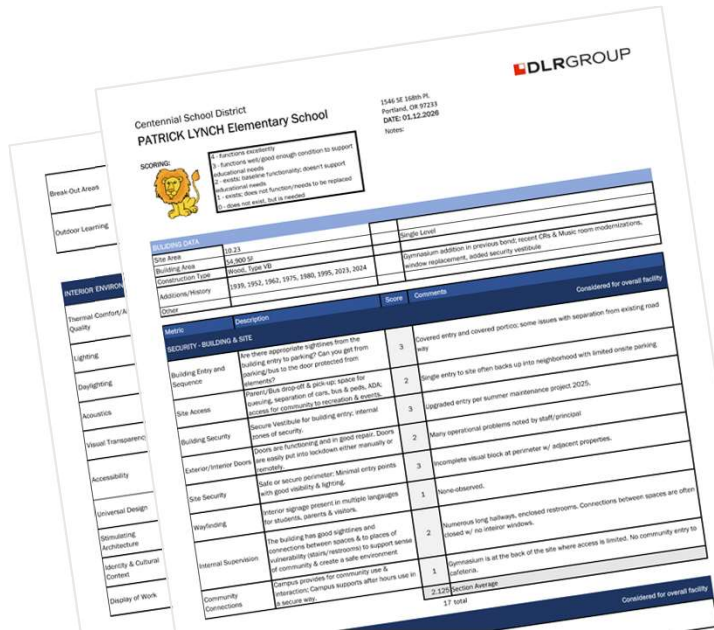 DLRGROUP
Centennial School District
PATRICK LYNCH Elementary School
1546 SE 168th Pl.
Portland, OR 97233
DATE: 01.12.2026
Notes:
SCORING:
4 - functions excellently
3 - functions well/good enough condition to support
educational needs
2 - exists; baseline functionality; doesn't support
educational needs
1 - exists; does not function/needs to be replaced
0 - does not exist, but is needed
BUILDING DATA
Site Area 10.23 Single Level
Building Area 54,900 SF
Construction Type Wood, Type VB
Additions/History 1939, 1952, 1962, 1975, 1980, 1995, 2023, 2024
Gymnasium addition in previous bond; recent CRs & Music room modernizations,
window replacement, added security vestibule
Other
Metric Description Score Comments Considered for overall facility
SECURITY - BUILDING & SITE
Building Entry and
Sequence
Are there appropriate sightlines from the
building entry to parking? Can you get from
parking/bus to the door protected from
elements?
3
Covered entry and covered portico; some issues with separation from existing road
way
Site Access
Parent/Bus drop-off & pick-up; space for
queuing, separation of cars, bus & peds, ADA;
access for community to recreation & events.
2
Single entry to site often backs up into neighborhood with limited onsite parking.
Building Security
Secure Vestibule for building entry; internal
zones of security.
3
Upgraded entry per summer maintenance project 2025.
Exterior/Interior Doors
Doors are functioning and in good repair. Doors
are easily put into lockdown either manually or
remotely.
2
Many operational problems noted by staff/principal
Site Security
Safe or secure perimeter: Minimal entry points
with good visibility & lighting.
3
Incomplete visual block at perimeter w/ adjacent properties.
Wayfinding
Interior signage present in multiple langauges
for students, parents & visitors.
1
None-observed.
Internal Supervision
The building has good sightlines and
connections between spaces & to places of
vulnerability (stairs/restrooms) to support sense
of community & create a safe environment
2
Numerous long hallways, enclosed restrooms. Connections between spaces are often
closed w/ no inteiror windows.
Community
Connections
Campus provides for community use &
interaction; Campus supports after hours use in
a secure way.
1
Gymnasium is at the back of the site where access is limited. No community entry to
cafeteria.
2.125 Section Average
17 total
Considered for overall facility
Break-Out Areas
Outdoor Learning
INTERIOR ENVIRON
Thermal Comfort/A
Quality
Lighting
Daylighting
Acoustics
Visual Transparency
Accessibility
Universal Design
Stimulating
Architecture
Identity & Cultural
Context
Display of Work